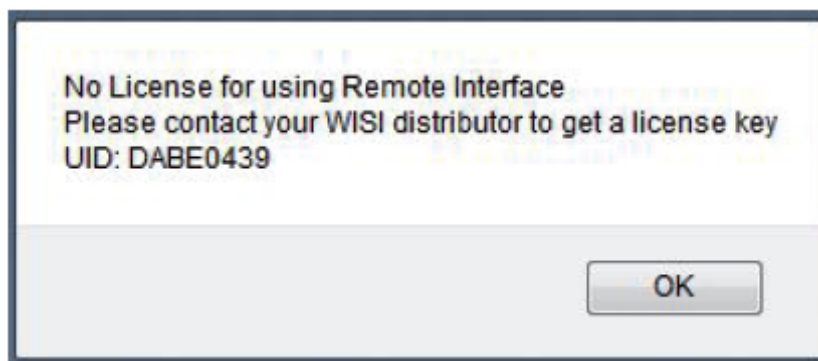 No License for using Remote Interface
Please contact your WISI distributor to get a license key
UID: DABE0439
OK